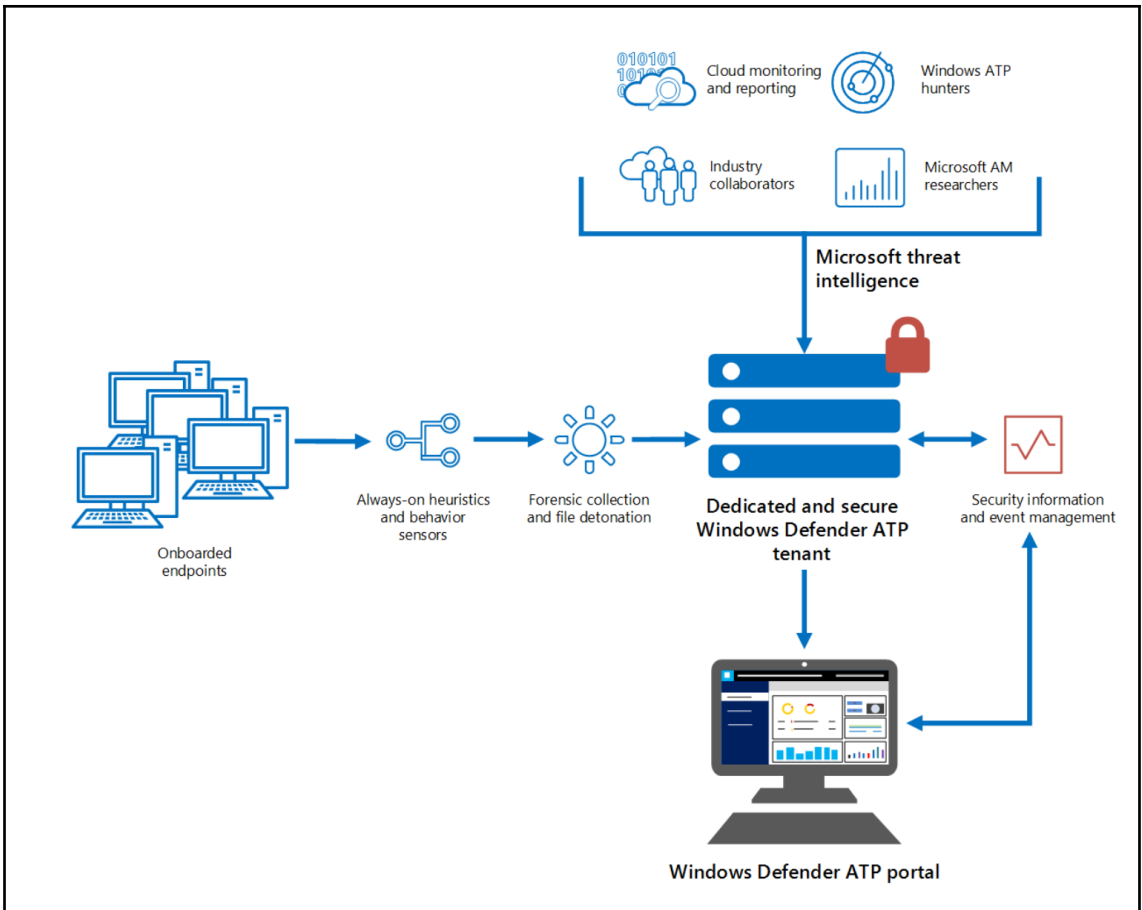 010101
Cloud monitoring
and reporting
Windows ATP
hunters
Industry
collaborators
Microsoft AM
researchers
Microsoft threat
intelligence
Onboarded
endpoints
Always-on heuristics
and behavior
sensors
Forensic collection
and file detonation
Dedicated and secure
Windows Defender ATP
tenant
Security information
and event management
Windows Defender ATP portal